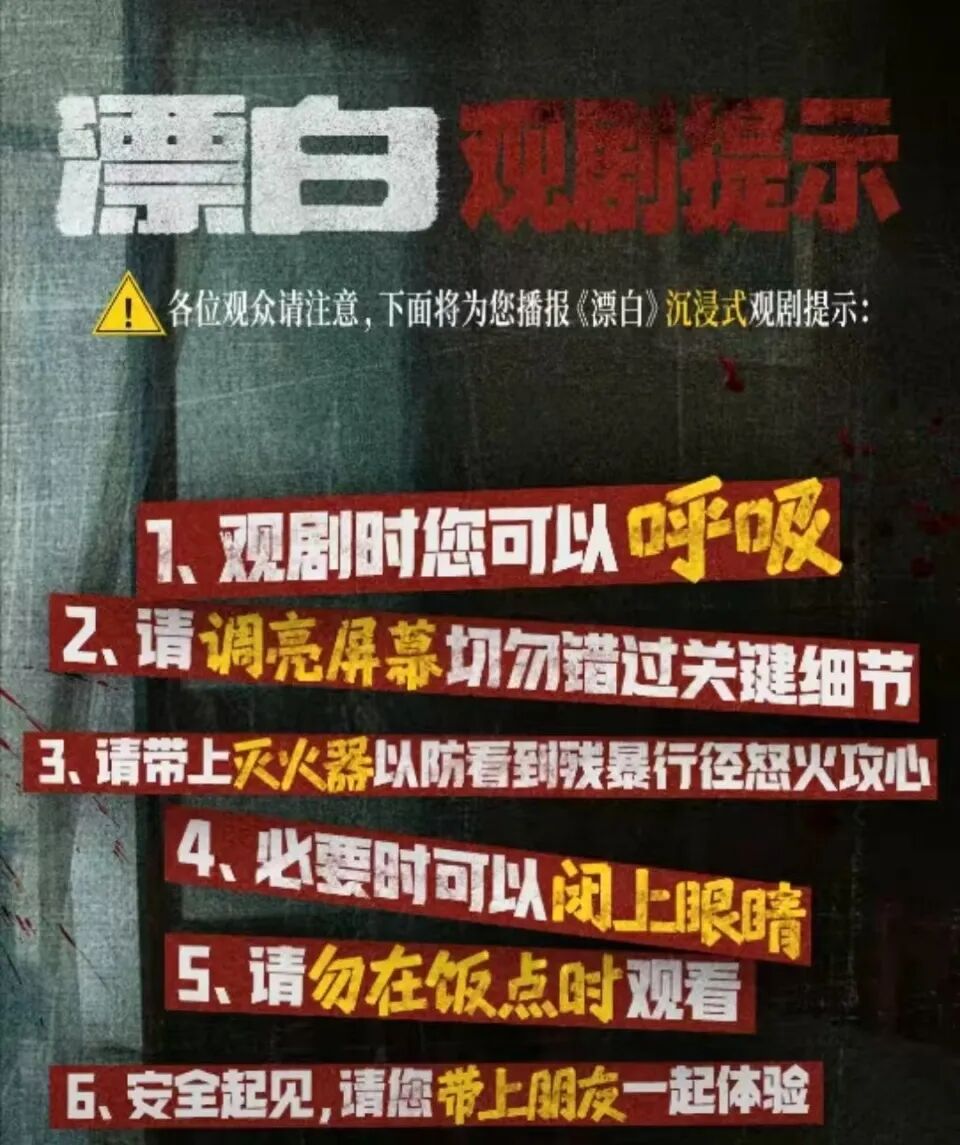 漂白 观剧提示
各位观众请注意，下面将为您播报《漂白》沉浸式观剧提示：
1、观剧时您可以呼吸
2、请调亮屏幕切勿错过关键细节
3、请带上灭火器以防看到残暴行径怒火攻心
4、必要时可以闭上眼睛
5、请勿在饭点时观看
6、安全起见，请您带上朋友一起体验